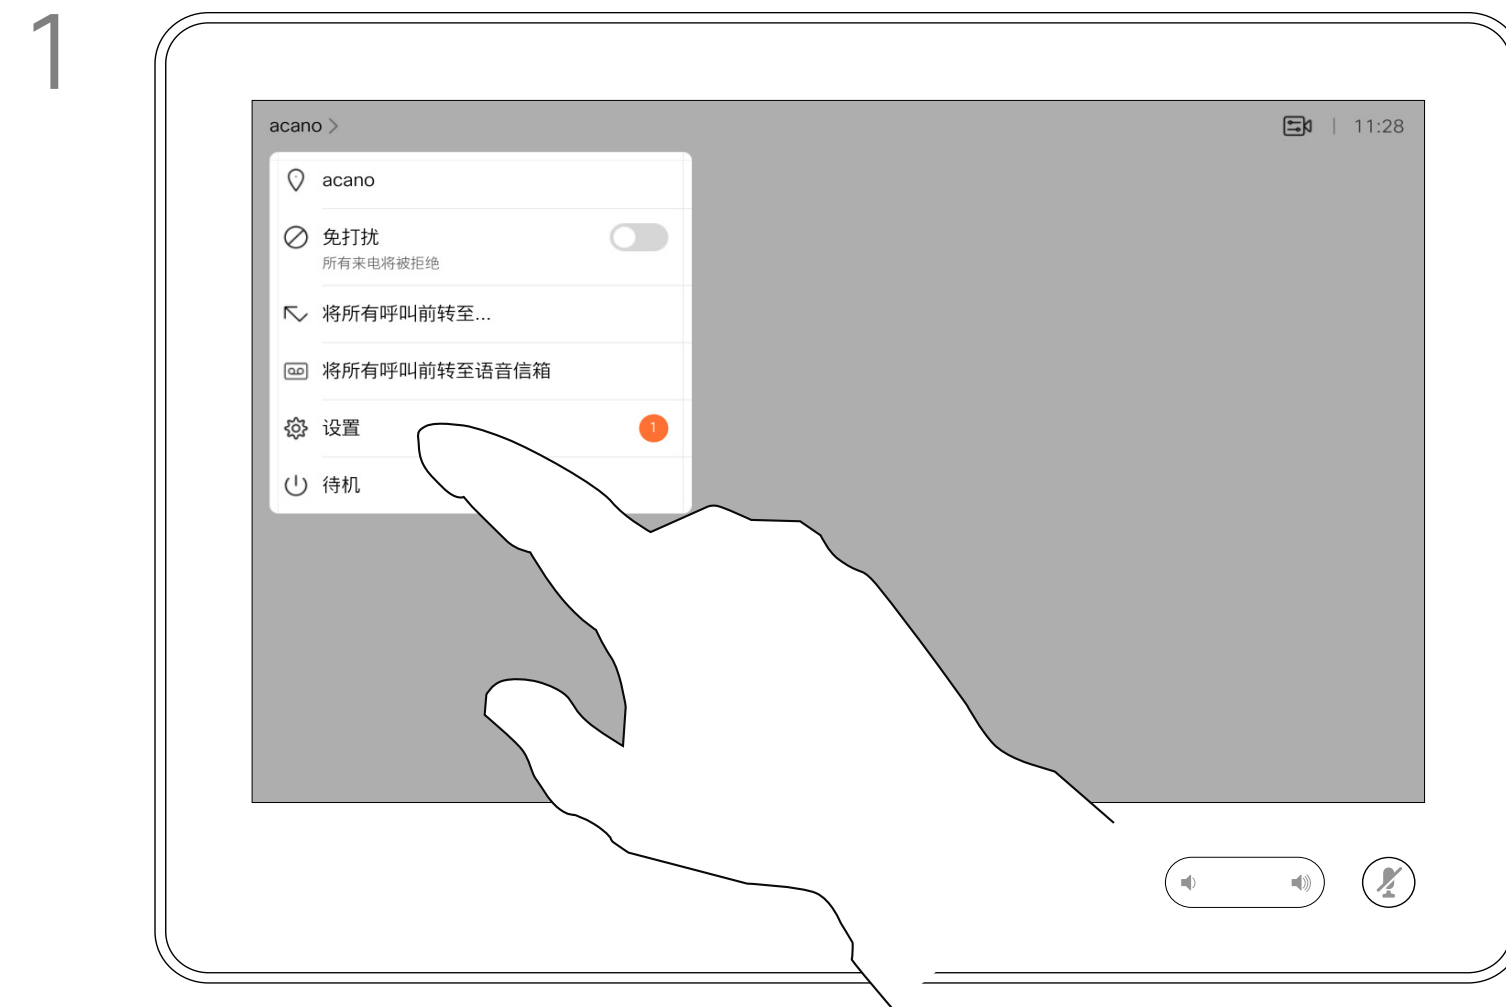 1
acano > | 11:28
acano
免打扰
所有来电将被拒绝
将所有呼叫前转至...
将所有呼叫前转至语音信箱
设置 1
待机